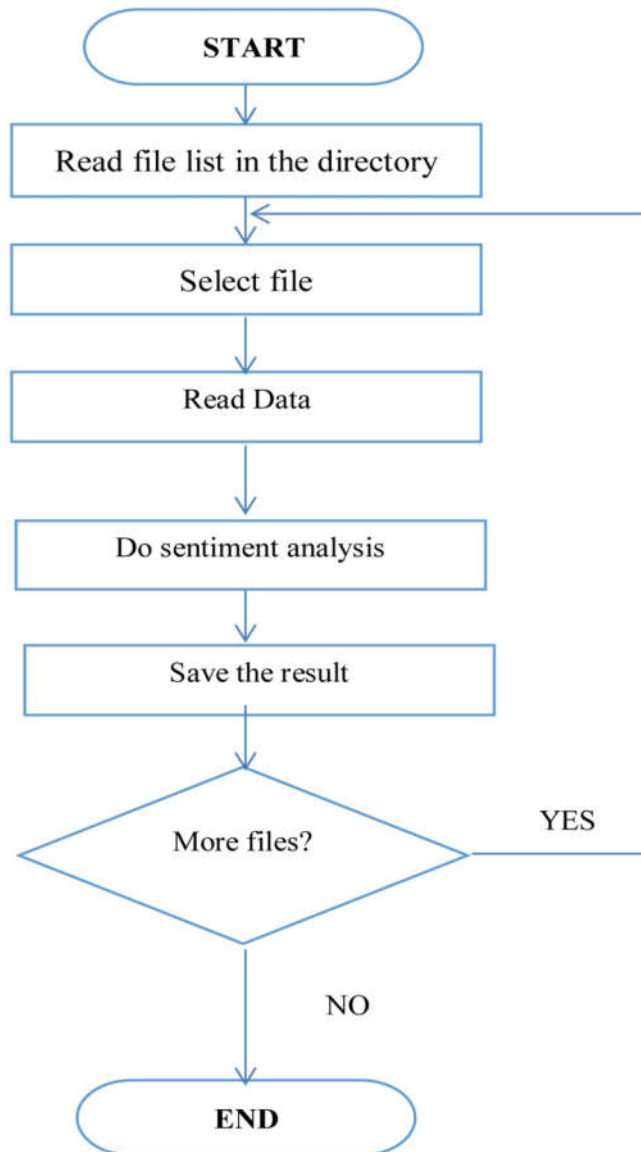 START
Read file list in the directory
Select file
Read Data
Do sentiment analysis
Save the result
More files?
YES
NO
END